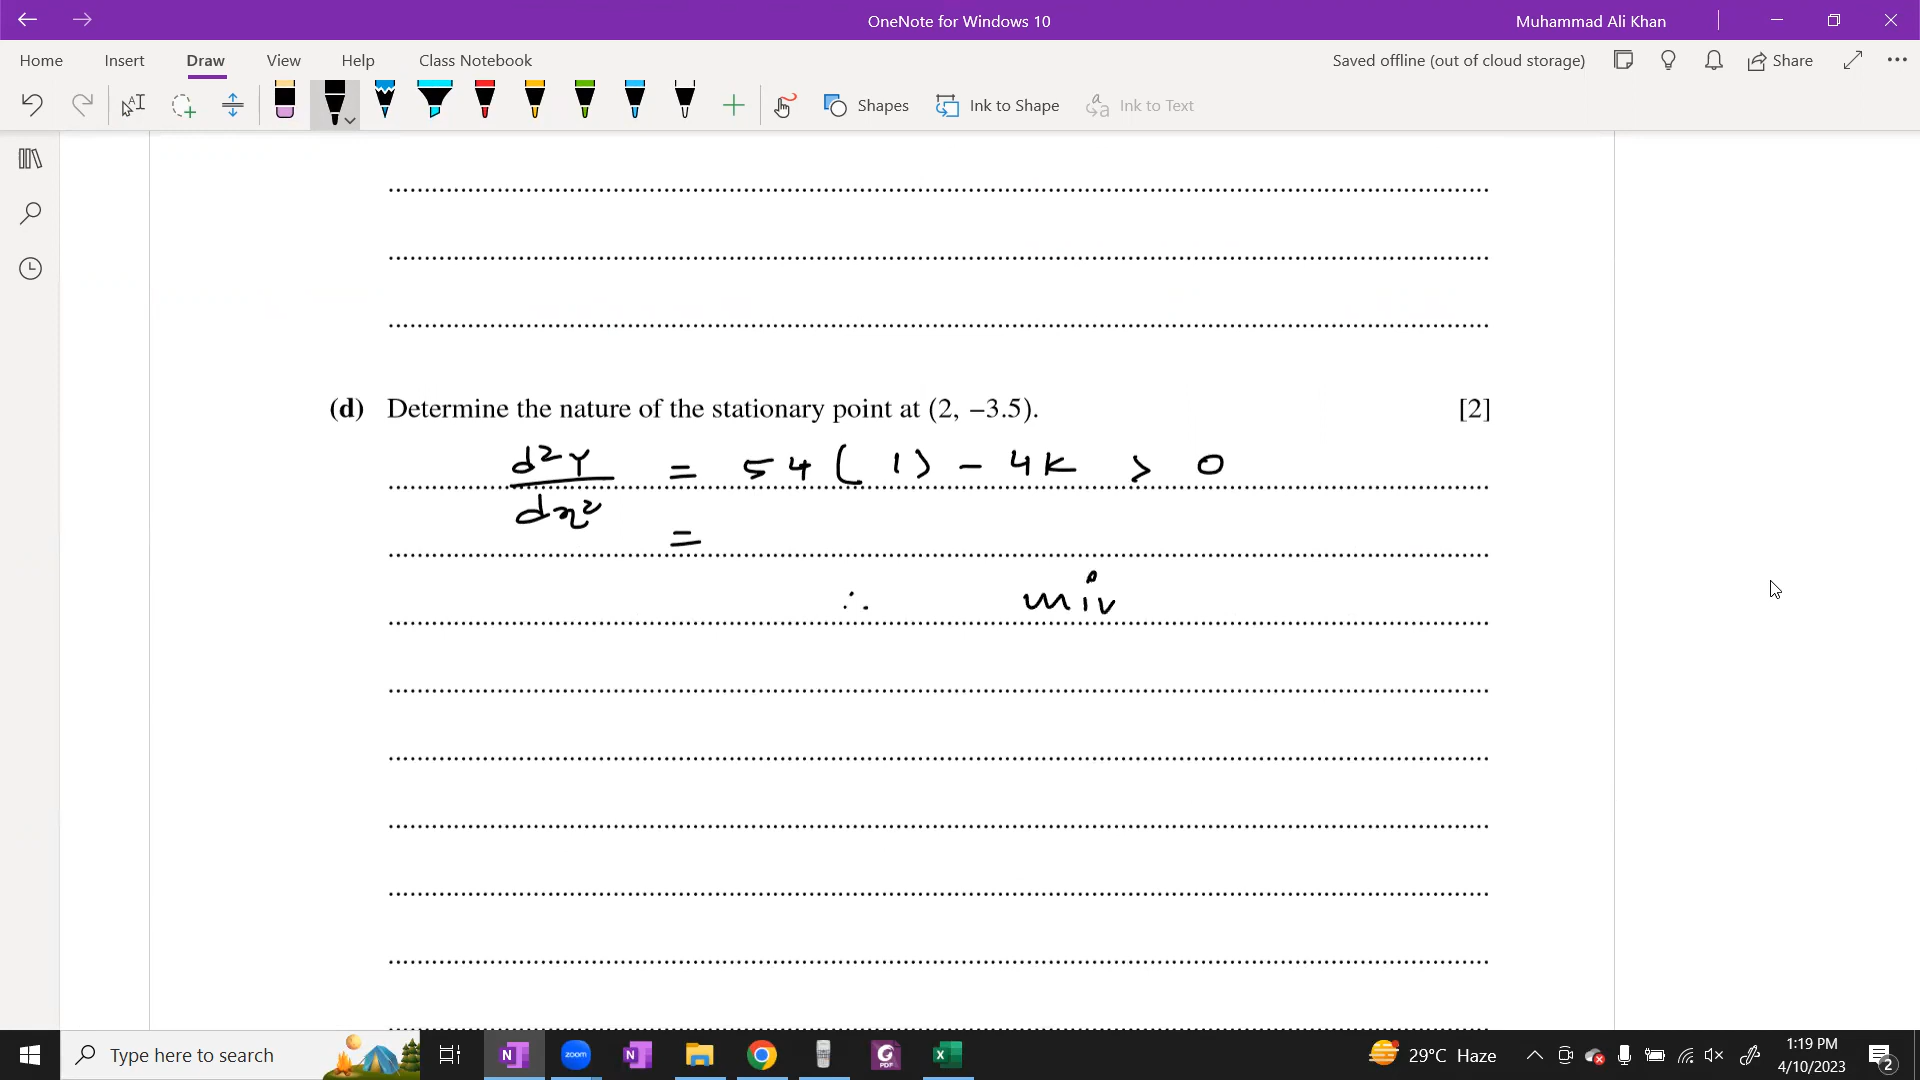 OneNote for Windows 10
Muhammad Ali Khan
Home Insert Draw View Help Class Notebook
Saved offline (out of cloud storage) Share
Shapes Ink to Shape Ink to Text
(d) Determine the nature of the stationary point at (2, −3.5). [2]
d²y/dx² = 54(1) − 4k > 0
=
∴ min
Type here to search
zoom
29°C Haze
1:19 PM
4/10/2023
2